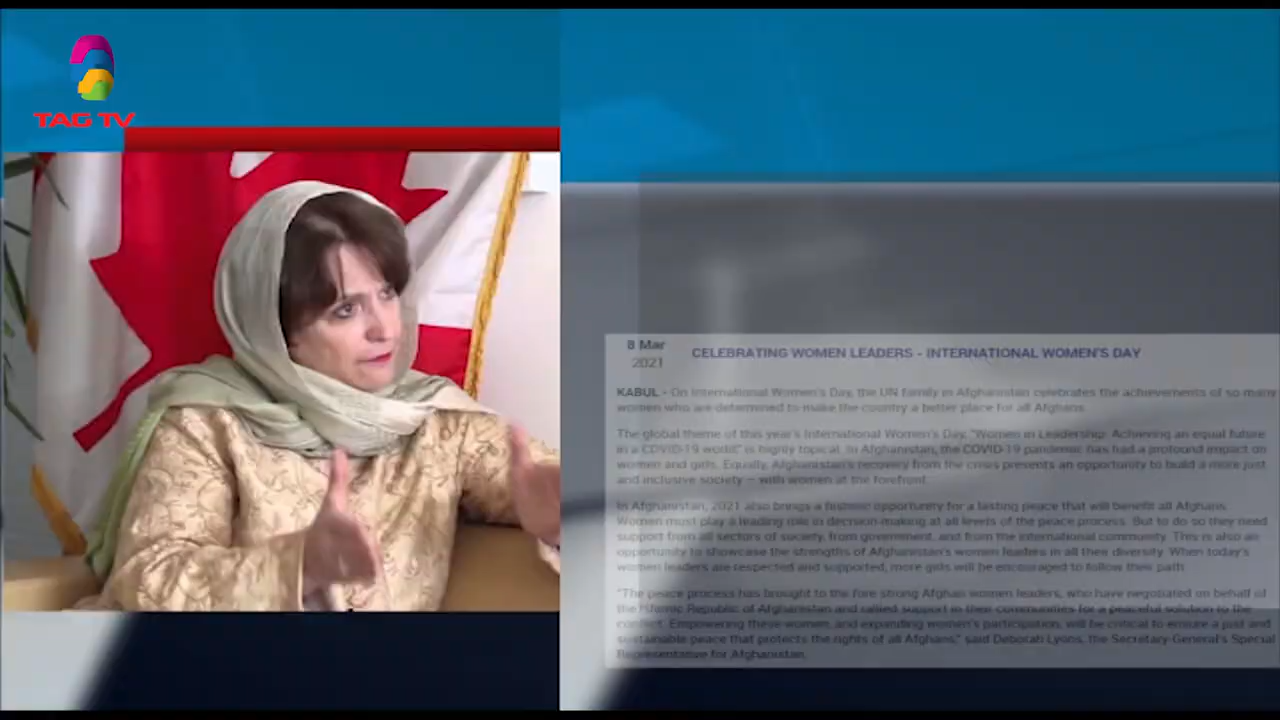 TAG TV
8 Mar
2021
CELEBRATING WOMEN LEADERS - INTERNATIONAL WOMEN'S DAY
KABUL - On International Women's Day, the UN family in Afghanistan celebrates the achievements of so many
women who are determined to make the country a better place for all Afghans.
The global theme of this year's International Women's Day, "Women in Leadership: Achieving an equal future
in a COVID-19 world," is highly topical. In Afghanistan, the COVID-19 pandemic has had a profound impact on
women and girls. Equally, Afghanistan's recovery from the crisis presents an opportunity to build a more just
and inclusive society – with women at the forefront.
In Afghanistan, 2021 also brings a historic opportunity for a lasting peace that will benefit all Afghans.
Women must play a leading role in decision-making at all levels of the peace process. But to do so they need
support from all sectors of society, from government, and from the international community. This is also an
opportunity to showcase the strengths of Afghanistan's women leaders in all their diversity. When today's
women leaders are respected and supported, more girls will be encouraged to follow their path.
"The peace process has brought to the fore strong Afghan women leaders, who have negotiated on behalf of
the Islamic Republic of Afghanistan and rallied support in their communities for a peaceful solution to the
conflict. Empowering these women, and expanding women's participation, will be critical to ensure a just and
sustainable peace that protects the rights of all Afghans," said Deborah Lyons, the Secretary-General's Special
Representative for Afghanistan.